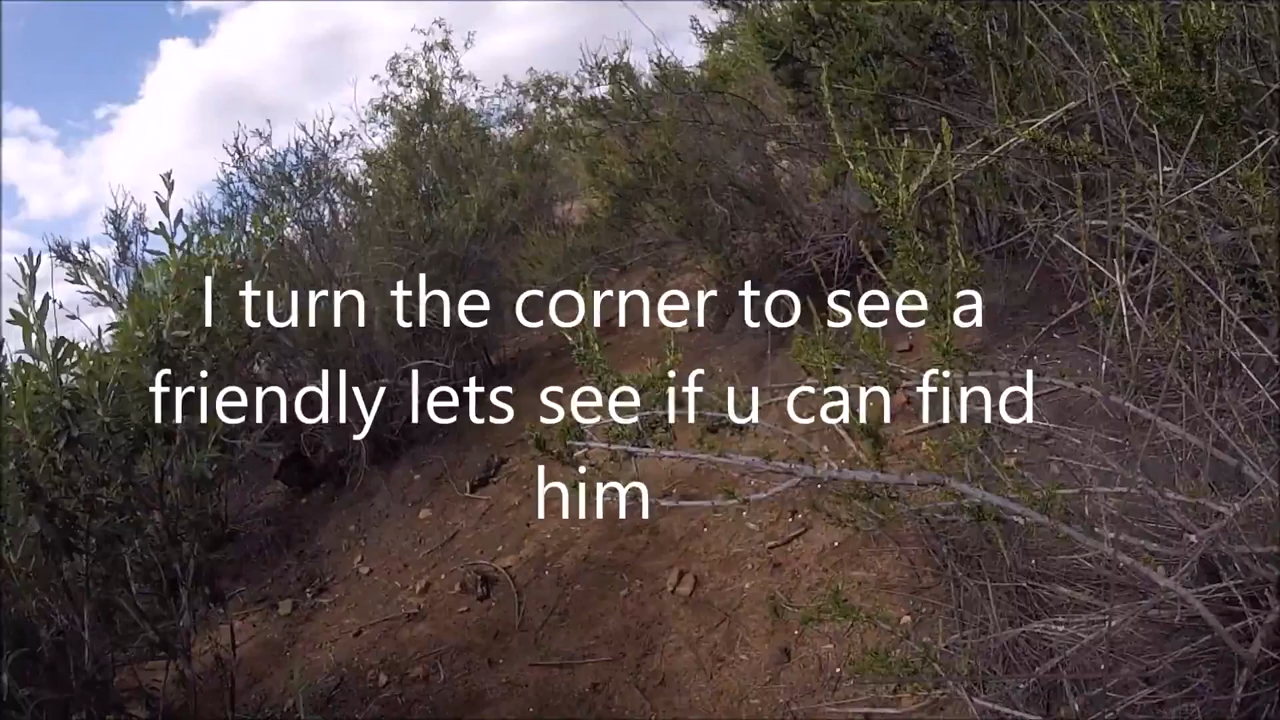 I turn the corner to see a
friendly lets see if u can find
him